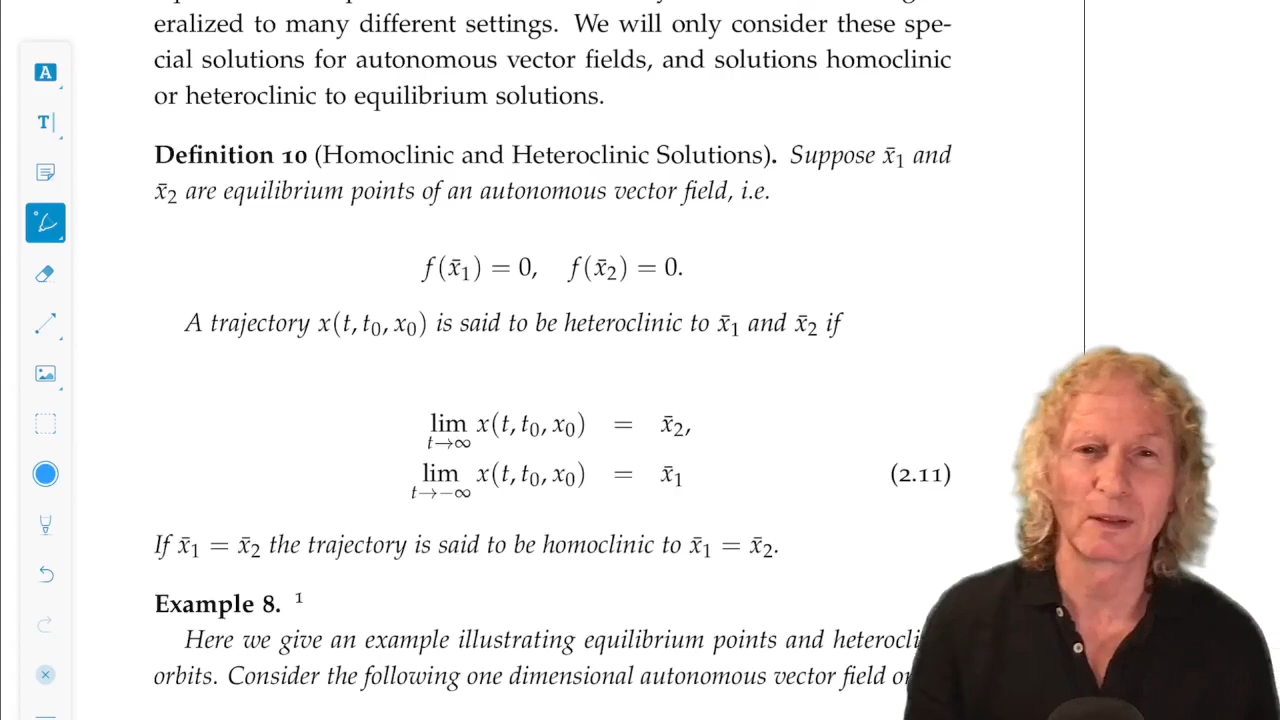 eralized to many different settings. We will only consider these spe-
cial solutions for autonomous vector fields, and solutions homoclinic
or heteroclinic to equilibrium solutions.
Definition 10 (Homoclinic and Heteroclinic Solutions). Suppose x̄₁ and
x̄₂ are equilibrium points of an autonomous vector field, i.e.
f(x̄₁) = 0, f(x̄₂) = 0.
A trajectory x(t, t₀, x₀) is said to be heteroclinic to x̄₁ and x̄₂ if
lim t→∞ x(t, t₀, x₀) = x̄₂,
lim t→−∞ x(t, t₀, x₀) = x̄₁ (2.11)
If x̄₁ = x̄₂ the trajectory is said to be homoclinic to x̄₁ = x̄₂.
Example 8. ¹
Here we give an example illustrating equilibrium points and
orbits. Consider the following one dimensional autonomous vector field
A
T